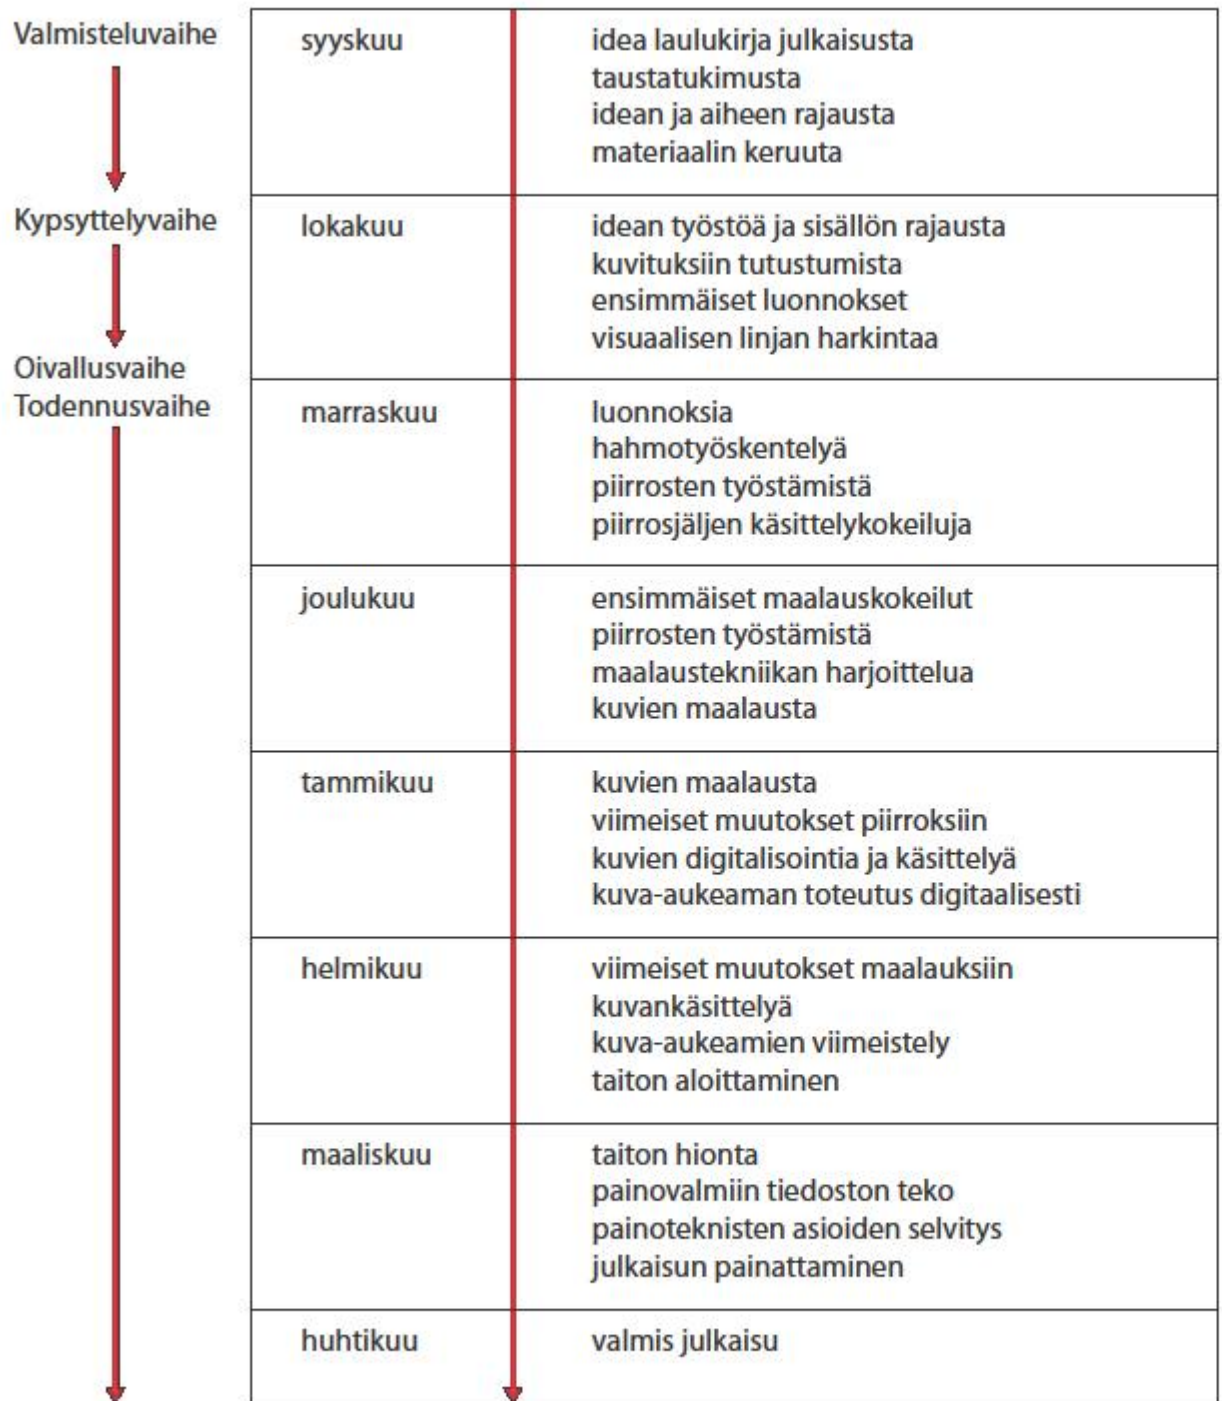 Valmisteluvaihe
syyskuu
idea laulukirja julkaisusta
taustatukimusta
idean ja aiheen rajausta
materiaalin keruuta
Kypsyttelyvaihe
lokakuu
idean työstöä ja sisällön rajausta
kuvituksiin tutustumista
ensimmäiset luonnokset
visuaalisen linjan harkintaa
Oivallusvaihe
Todennusvaihe
marraskuu
luonnoksia
hahmotyöskentelyä
piirrosten työstämistä
piirrosjäljen käsittelykokeiluja
joulukuu
ensimmäiset maalauskokeilut
piirrosten työstämistä
maalaustekniikan harjoittelua
kuvien maalausta
tammikuu
kuvien maalausta
viimeiset muutokset piirroksiin
kuvien digitalisointia ja käsittelyä
kuva-aukeaman toteutus digitaalisesti
helmikuu
viimeiset muutokset maalauksiin
kuvankäsittelyä
kuva-aukeamien viimeistely
taiton aloittaminen
maaliskuu
taiton hionta
painovalmiin tiedoston teko
painoteknisten asioiden selvitys
julkaisun painattaminen
huhtikuu
valmis julkaisu